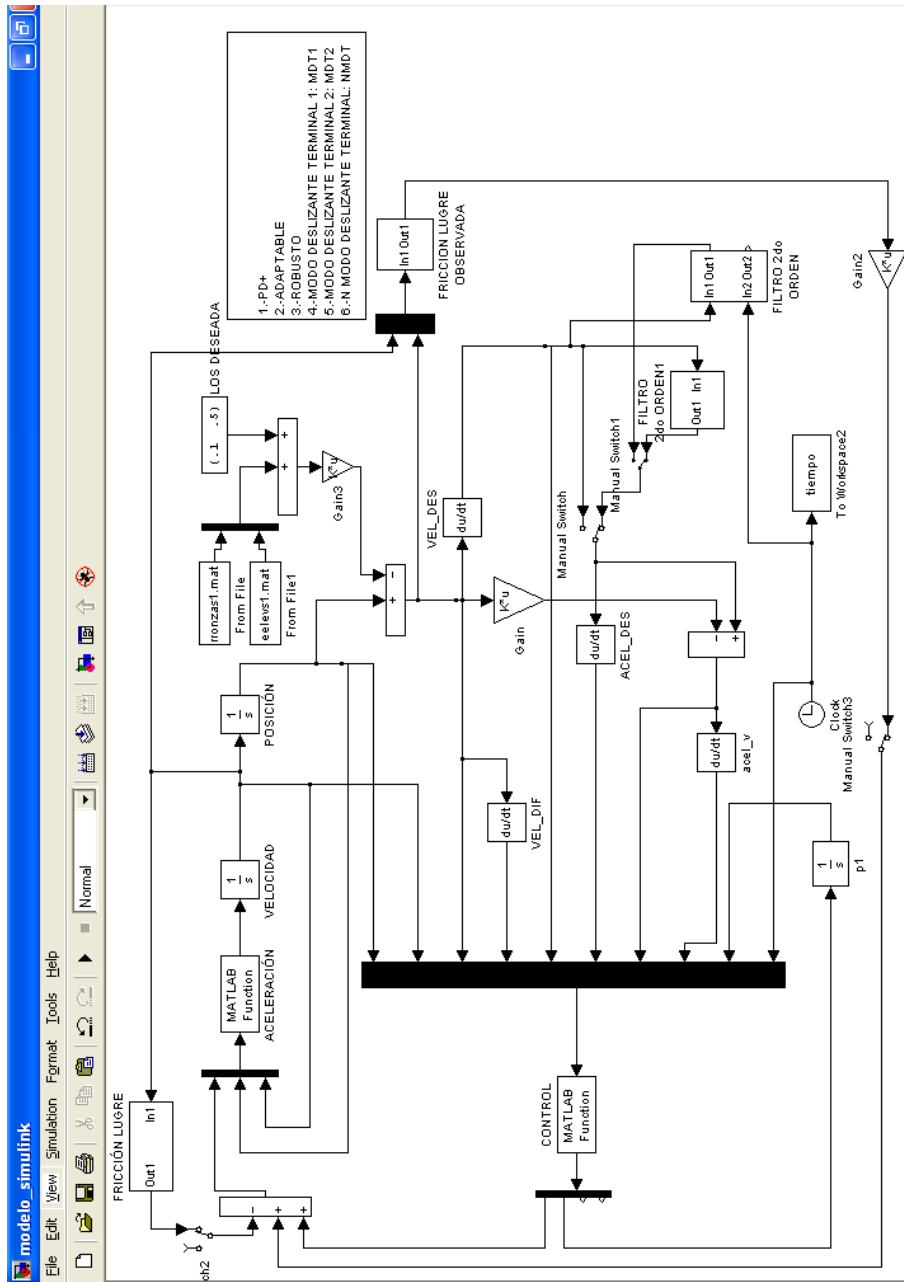 modelo_simulink
File Edit View Simulation Format Tools Help
Normal
FRICCIÓN LUGRE
Out1 In1
ch2
-
+
+
MATLAB
Function
ACELERACIÓN
1
s
VELOCIDAD
1
s
POSICIÓN
rronzas1.mat
From File
eelevs1.mat
From File1
(.1 .5)
LOS DESEADA
+
+
K*u
Gain3
1.-PD+
2.-ADAPTABLE
3.-ROBUSTO
4.-MODO DESLIZANTE TERMINAL 1: MDT1
5.-MODO DESLIZANTE TERMINAL 2: MDT2
6.-N MODO DESLIZANTE TERMINAL: NMDT
In1 Out1
FRICCION LUGRE
OBSERVADA
+
-
VEL_DES
du/dt
K*u
Gain
du/dt
VEL_DIF
Manual Switch
Manual Switch1
FILTRO
2do ORDEN1
Out1 In1
In1 Out1
In2 Out2
FILTRO 2do
ORDEN
du/dt
ACEL_DES
-
+
du/dt
acel_v
CONTROL
MATLAB
Function
1
s
p1
Clock
Manual Switch3
tiempo
To Workspace2
K*u
Gain2